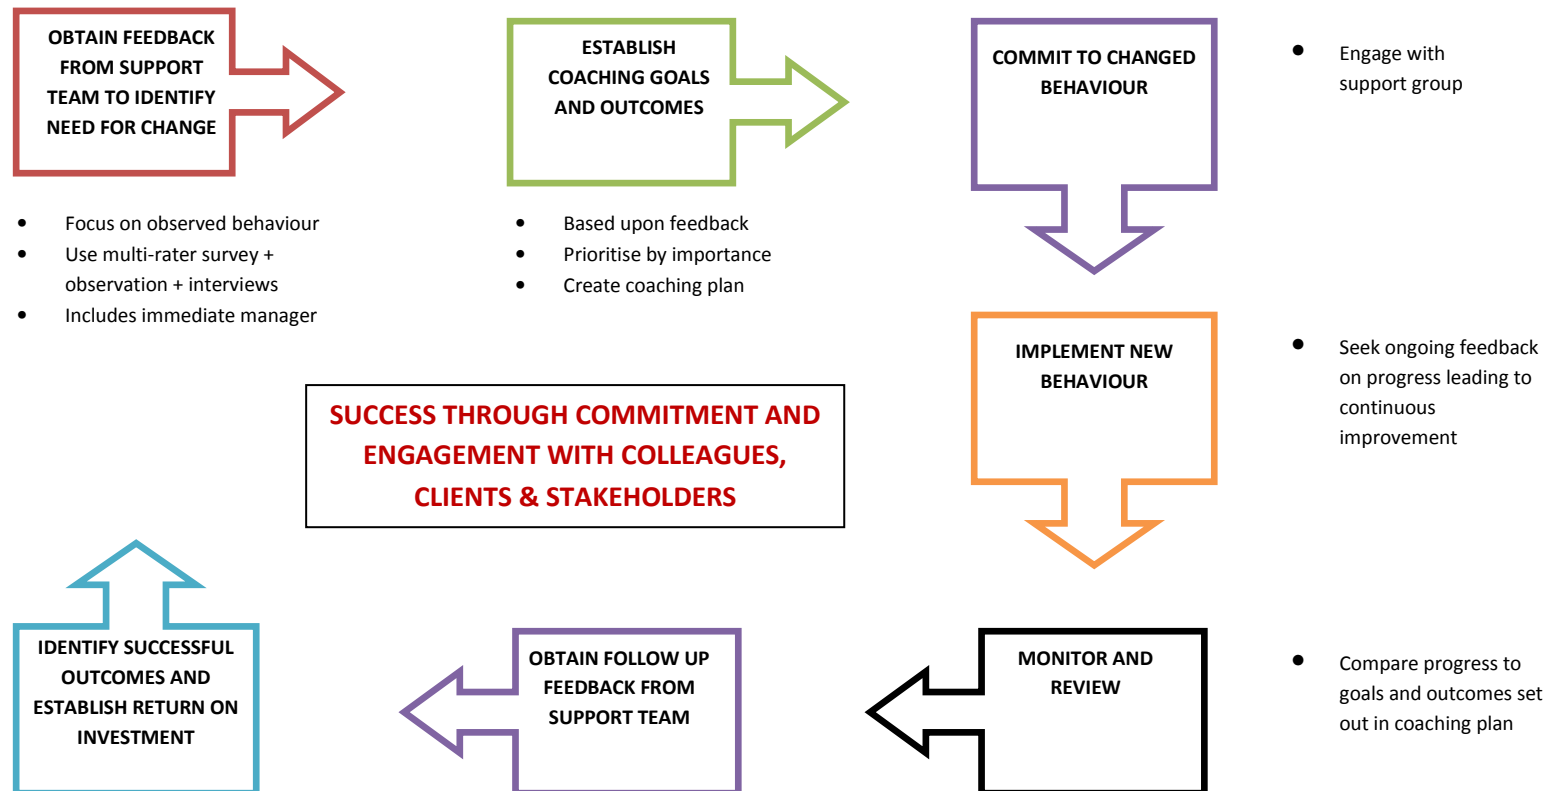 OBTAIN FEEDBACK
FROM SUPPORT
TEAM TO IDENTIFY
NEED FOR CHANGE
• Focus on observed behaviour
• Use multi-rater survey +
observation + interviews
• Includes immediate manager
ESTABLISH
COACHING GOALS
AND OUTCOMES
• Based upon feedback
• Prioritise by importance
• Create coaching plan
COMMIT TO CHANGED
BEHAVIOUR
• Engage with
support group
IMPLEMENT NEW
BEHAVIOUR
• Seek ongoing feedback
on progress leading to
continuous
improvement
SUCCESS THROUGH COMMITMENT AND
ENGAGEMENT WITH COLLEAGUES,
CLIENTS & STAKEHOLDERS
MONITOR AND
REVIEW
• Compare progress to
goals and outcomes set
out in coaching plan
OBTAIN FOLLOW UP
FEEDBACK FROM
SUPPORT TEAM
IDENTIFY SUCCESSFUL
OUTCOMES AND
ESTABLISH RETURN ON
INVESTMENT